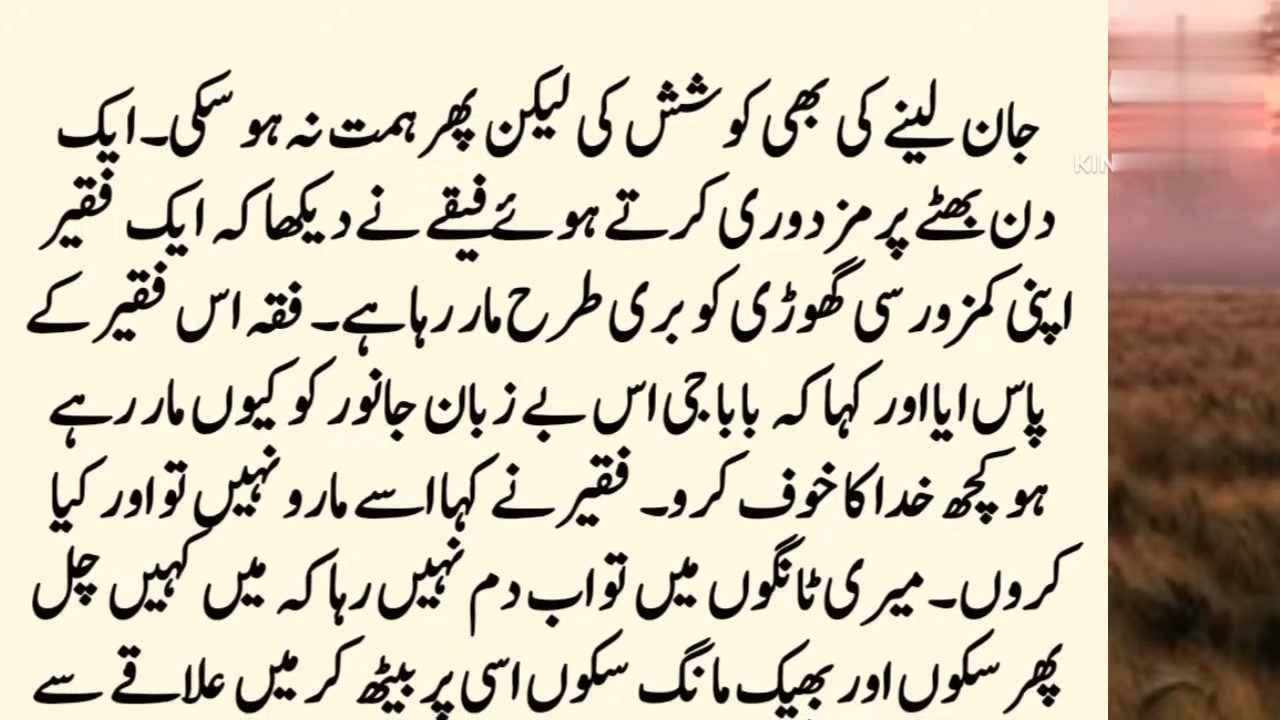 جان لینے کی بھی کوشش کی لیکن پھر ہمت نہ ہو سکی۔ ایک
دن بھٹے پر مزدوری کرتے ہوئے فیقے نے دیکھا کہ ایک فقیر
اپنی کمزور سی گھوڑی کو بری طرح مار رہا ہے۔ فقہ اس فقیر کے
پاس ایا اور کہا کہ بابا جی اس بے زبان جانور کو کیوں مار رہے
ہو کچھ خدا کا خوف کرو۔ فقیر نے کہا اسے مارو نہیں تو اور کیا
کروں۔ میری ٹانگوں میں تو اب دم نہیں رہا کہ میں کہیں چل
پھر سکوں اور بھیک مانگ سکوں اسی پر بیٹھ کر میں علاقے سے
KIN